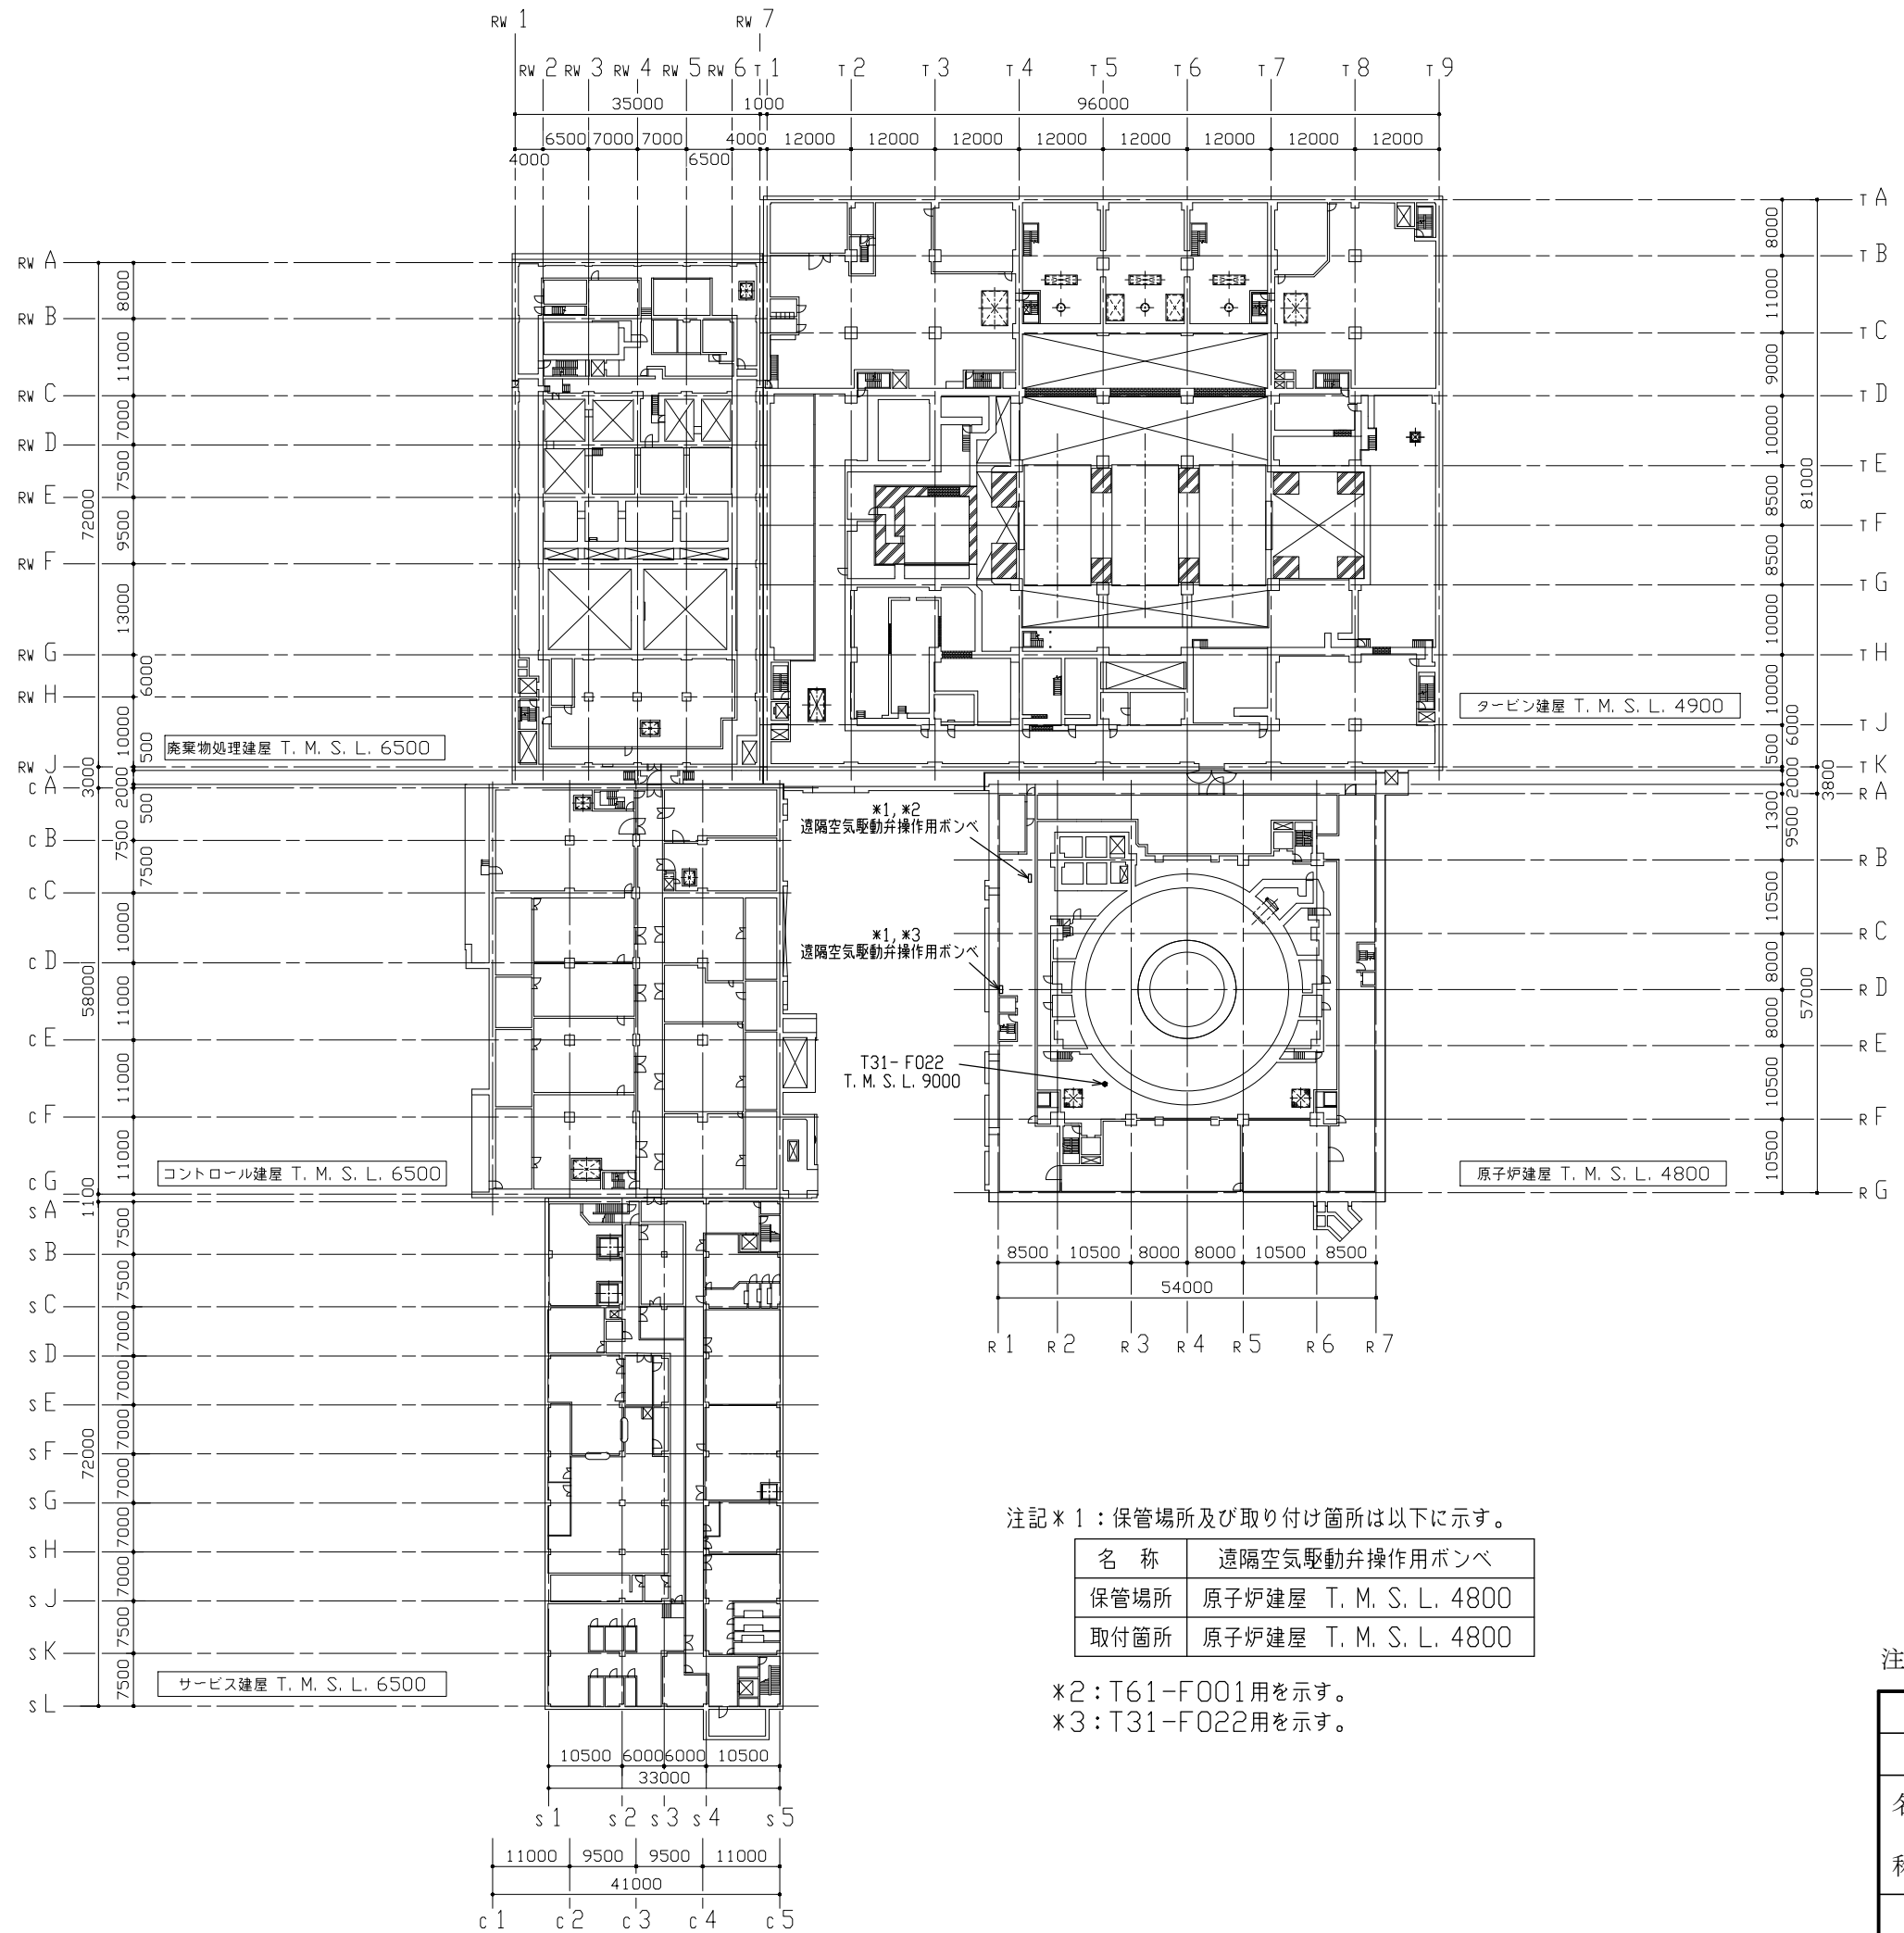 RW 1 RW 7
RW 2 RW 3 RW 4 RW 5 RW 6 T 1 T 2 T 3 T 4 T 5 T 6 T 7 T 8 T 9
35000 1000 96000
6500 7000 7000 4000 12000 12000 12000 12000 12000 12000 12000 12000
4000 6500
RW A
RW B
RW C
RW D
RW E
RW F
RW G
RW H
RW J
8000
11000
7000
7500
9500
13000
6000
10000
500
72000
3000
2000
500
T A
T B
T C
T D
T E
T F
T G
T H
T J
T K
8000
11000
9000
10000
8500
8500
10000
10000
6000
500
81000
2000
3800
1300
廃棄物処理建屋 T. M. S. L. 6500
タービン建屋 T. M. S. L. 4900
C A
C B
C C
C D
C E
C F
C G
7500
7500
10000
11000
11000
11000
58000
1100
R A
R B
R C
R D
R E
R F
R G
9500
10500
8000
8000
10500
10500
57000
*1, *2
遠隔空気駆動弁操作用ボンベ
*1, *3
遠隔空気駆動弁操作用ボンベ
T31-F022
T. M. S. L. 9000
コントロール建屋 T. M. S. L. 6500
原子炉建屋 T. M. S. L. 4800
8500 10500 8000 8000 10500 8500
54000
R 1 R 2 R 3 R 4 R 5 R 6 R 7
S A
S B
S C
S D
S E
S F
S G
S H
S J
S K
S L
7500
7500
7000
7000
7000
7000
7000
7000
7500
7500
72000
サービス建屋 T. M. S. L. 6500
10500 6000 6000 10500
33000
S 1 S 2 S 3 S 4 S 5
11000 9500 9500 11000
41000
C 1 C 2 C 3 C 4 C 5
注記*1：保管場所及び取り付け箇所は以下に示す。
名 称 遠隔空気駆動弁操作用ボンベ
保管場所 原子炉建屋 T. M. S. L. 4800
取付箇所 原子炉建屋 T. M. S. L. 4800
*2：T61-F001用を示す。
*3：T31-F022用を示す。
注